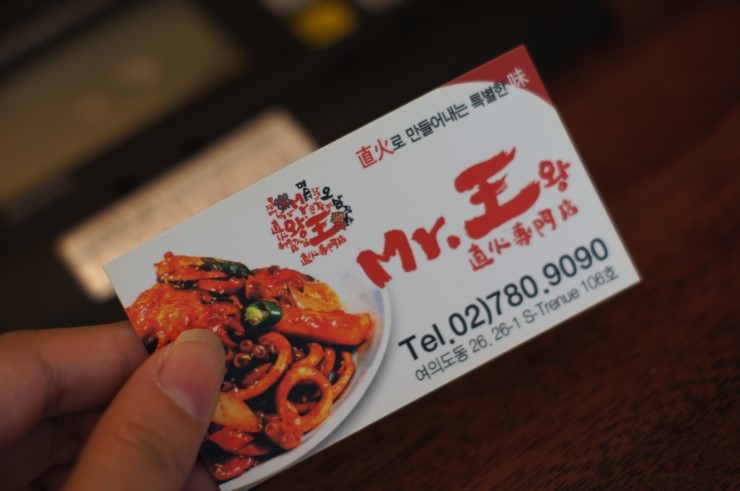 直火로 만들어내는 특별한 味
Mr. 王 왕
直火專門店
Tel.02)780.9090
여의도동 26, 26-1 S-Trenue 106호